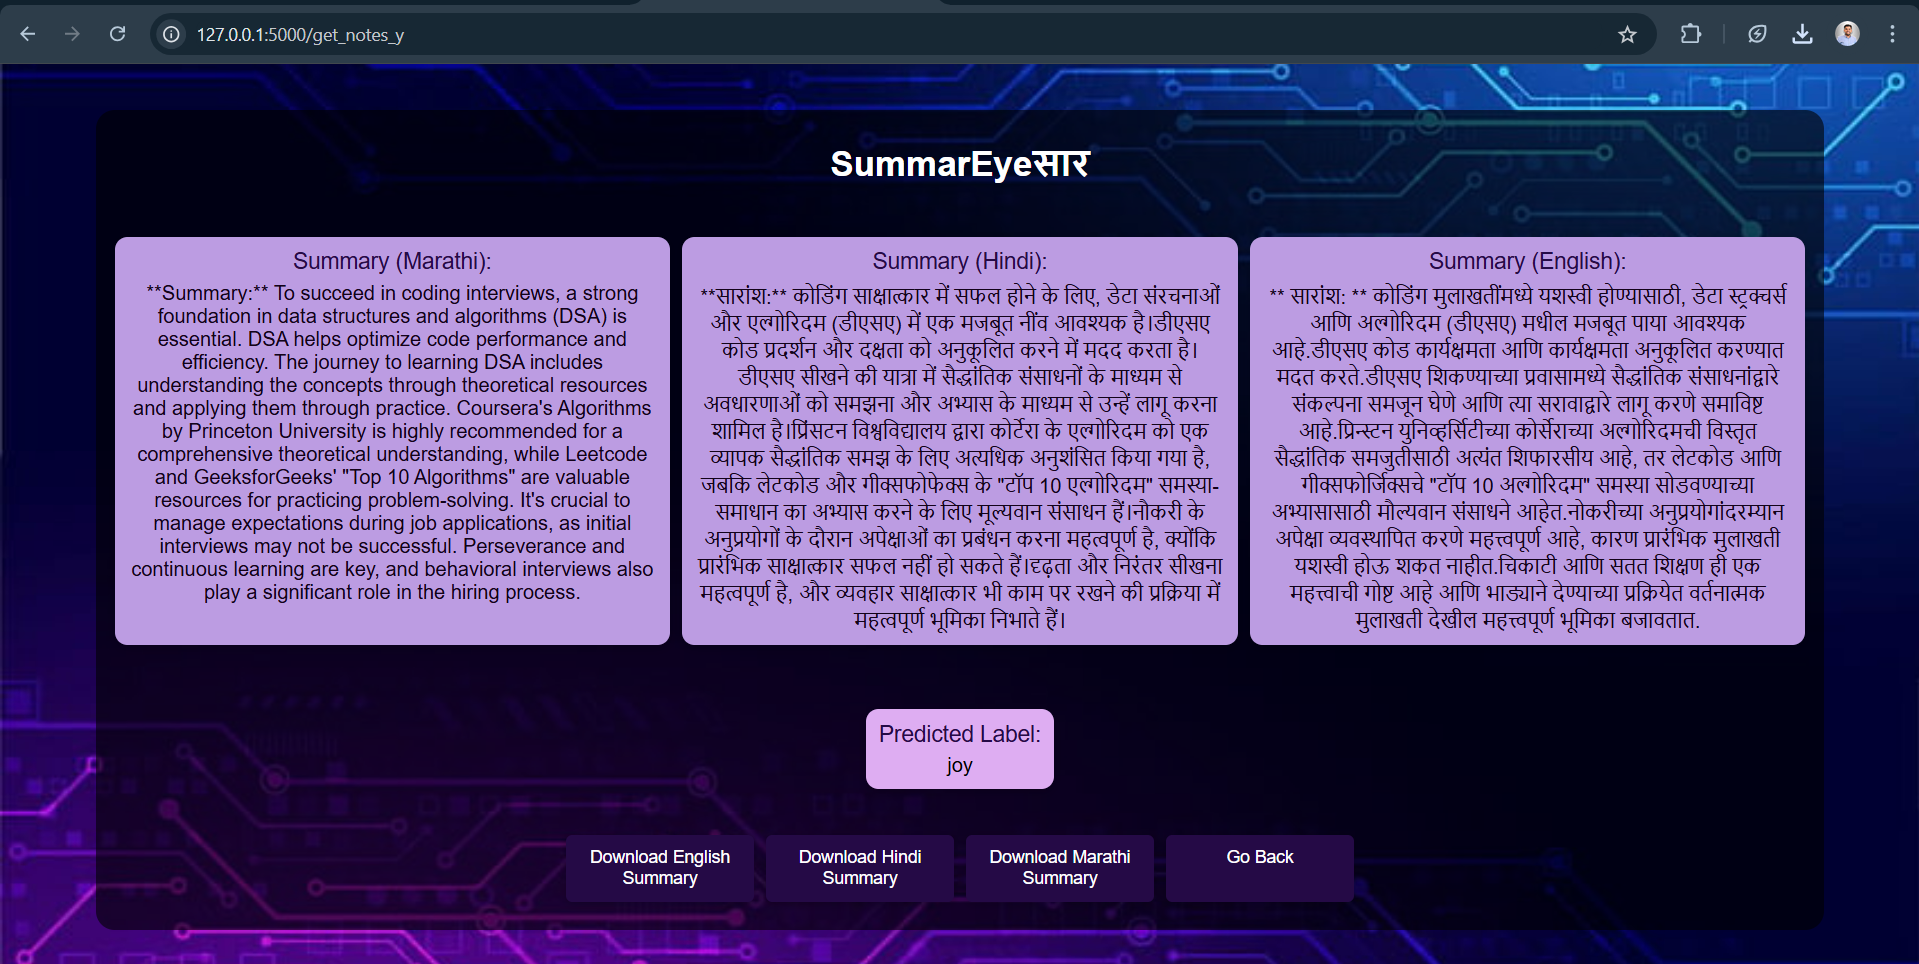 127.0.0.1:5000/get_notes_y
SummarEyeसार
Summary (Marathi):
**Summary:** To succeed in coding interviews, a strong
foundation in data structures and algorithms (DSA) is
essential. DSA helps optimize code performance and
efficiency. The journey to learning DSA includes
understanding the concepts through theoretical resources
and applying them through practice. Coursera's Algorithms
by Princeton University is highly recommended for a
comprehensive theoretical understanding, while Leetcode
and GeeksforGeeks' "Top 10 Algorithms" are valuable
resources for practicing problem-solving. It's crucial to
manage expectations during job applications, as initial
interviews may not be successful. Perseverance and
continuous learning are key, and behavioral interviews also
play a significant role in the hiring process.
Summary (Hindi):
**सारांश:** कोडिंग साक्षात्कार में सफल होने के लिए, डेटा संरचनाओं
और एल्गोरिदम (डीएसए) में एक मजबूत नींव आवश्यक है।डीएसए
कोड प्रदर्शन और दक्षता को अनुकूलित करने में मदद करता है।
डीएसए सीखने की यात्रा में सैद्धांतिक संसाधनों के माध्यम से
अवधारणाओं को समझना और अभ्यास के माध्यम से उन्हें लागू करना
शामिल है।प्रिंसटन विश्वविद्यालय द्वारा कोर्टेरा के एल्गोरिदम को एक
व्यापक सैद्धांतिक समझ के लिए अत्यधिक अनुशंसित किया गया है,
जबकि लेटकोड और गीक्सफोफेक्स के "टॉप 10 एल्गोरिदम" समस्या-
समाधान का अभ्यास करने के लिए मूल्यवान संसाधन हैं।नौकरी के
अनुप्रयोगों के दौरान अपेक्षाओं का प्रबंधन करना महत्वपूर्ण है, क्योंकि
प्रारंभिक साक्षात्कार सफल नहीं हो सकते हैं।दृढ़ता और निरंतर सीखना
महत्वपूर्ण है, और व्यवहार साक्षात्कार भी काम पर रखने की प्रक्रिया में
महत्वपूर्ण भूमिका निभाते हैं।
Summary (English):
** सारांश: ** कोडिंग मुलाखतींमध्ये यशस्वी होण्यासाठी, डेटा स्ट्रक्चर्स
आणि अल्गोरिदम (डीएसए) मधील मजबूत पाया आवश्यक
आहे.डीएसए कोड कार्यक्षमता आणि कार्यक्षमता अनुकूलित करण्यात
मदत करते.डीएसए शिकण्याच्या प्रवासामध्ये सैद्धांतिक संसाधनांद्वारे
संकल्पना समजून घेणे आणि त्या सरावाद्वारे लागू करणे समाविष्ट
आहे.प्रिन्स्टन युनिव्हर्सिटीच्या कोर्सेराच्या अल्गोरिदमची विस्तृत
सैद्धांतिक समजुतीसाठी अत्यंत शिफारसीय आहे, तर लेटकोड आणि
गीक्सफोर्जिक्सचे "टॉप 10 अल्गोरिदम" समस्या सोडवण्याच्या
अभ्यासासाठी मौल्यवान संसाधने आहेत.नोकरीच्या अनुप्रयोगांदरम्यान
अपेक्षा व्यवस्थापित करणे महत्त्वपूर्ण आहे, कारण प्रारंभिक मुलाखती
यशस्वी होऊ शकत नाहीत.चिकाटी आणि सतत शिक्षण ही एक
महत्त्वाची गोष्ट आहे आणि भाड्याने देण्याच्या प्रक्रियेत वर्तनात्मक
मुलाखती देखील महत्त्वपूर्ण भूमिका बजावतात.
Predicted Label:
joy
Download English
Summary
Download Hindi
Summary
Download Marathi
Summary
Go Back